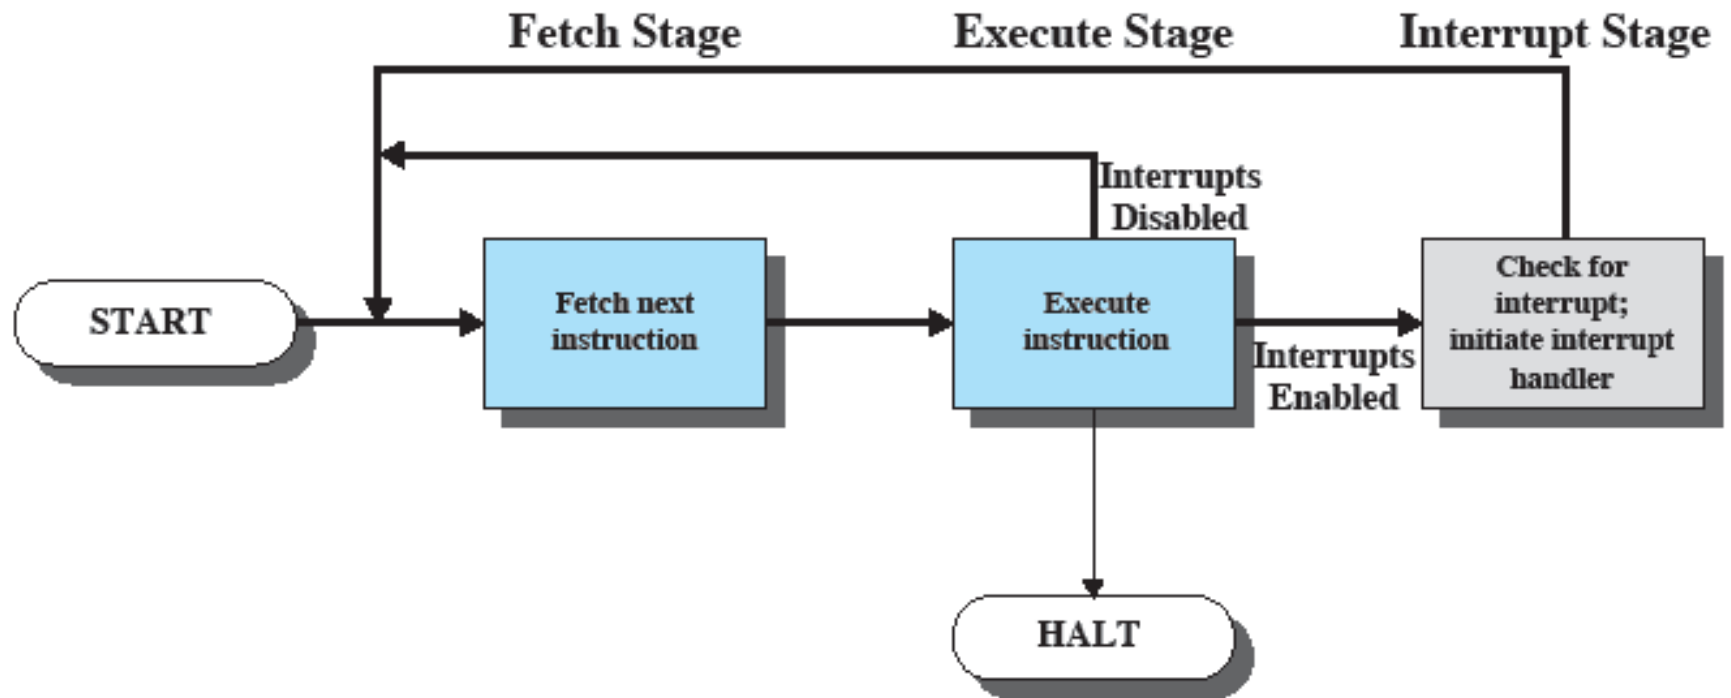 Fetch Stage
Execute Stage
Interrupt Stage
Interrupts
Disabled
START
Fetch next
instruction
Execute
instruction
Interrupts
Enabled
Check for
interrupt;
initiate interrupt
handler
HALT